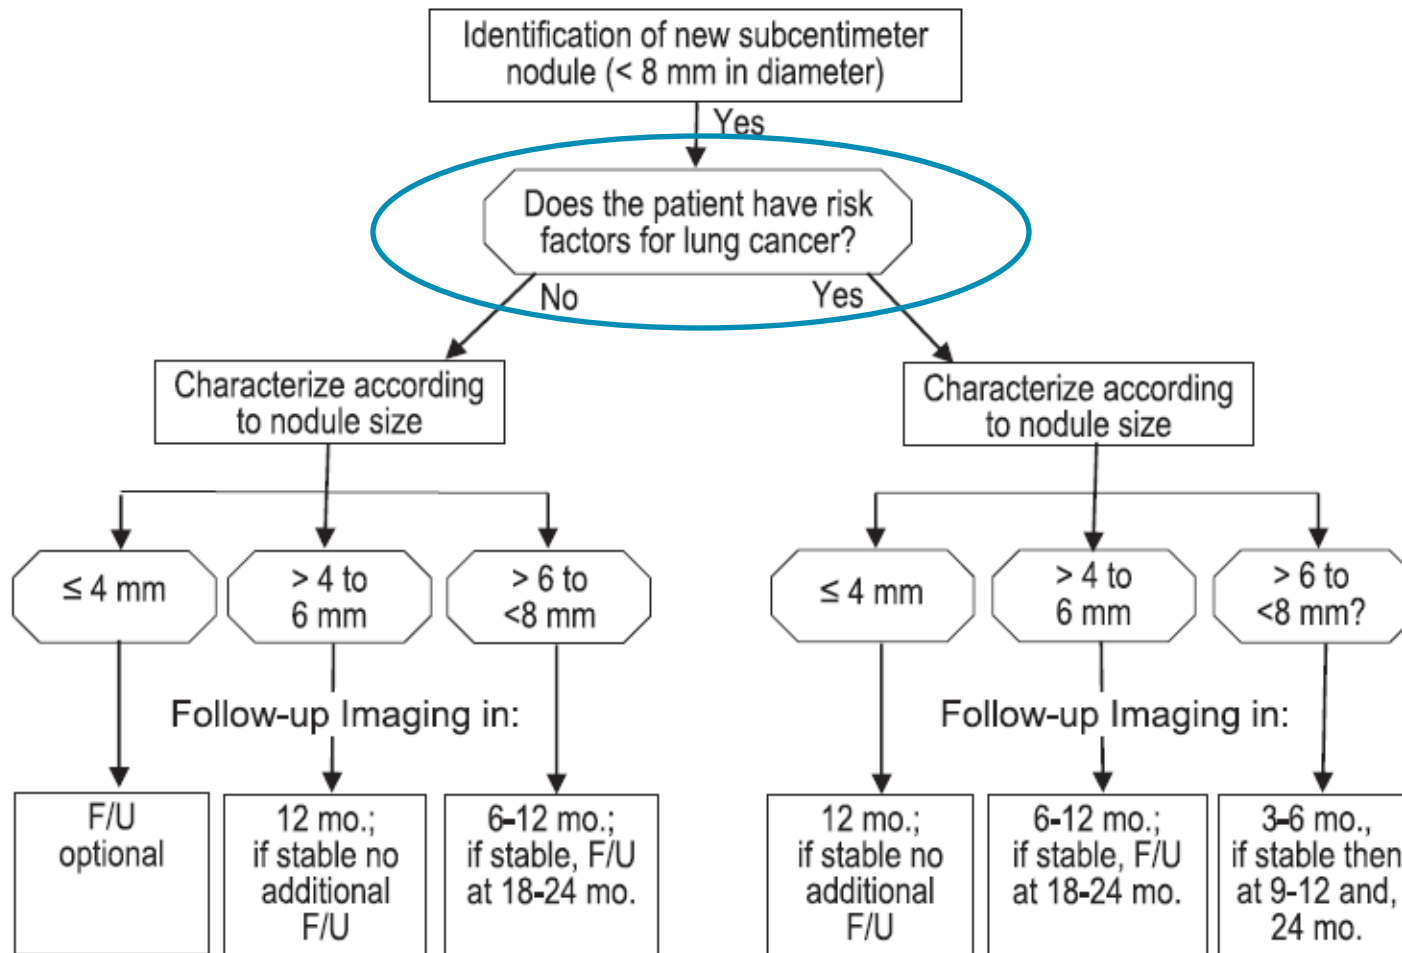 Identification of new subcentimeter
nodule (< 8 mm in diameter)
Yes
Does the patient have risk
factors for lung cancer?
No
Yes
Characterize according
to nodule size
Characterize according
to nodule size
≤ 4 mm
> 4 to
6 mm
> 6 to
<8 mm
≤ 4 mm
> 4 to
6 mm
> 6 to
<8 mm?
Follow-up Imaging in:
Follow-up Imaging in:
F/U
optional
12 mo.;
if stable no
additional
F/U
6-12 mo.;
if stable, F/U
at 18-24 mo.
12 mo.;
if stable no
additional
F/U
6-12 mo.;
if stable, F/U
at 18-24 mo.
3-6 mo.,
if stable then
at 9-12 and,
24 mo.